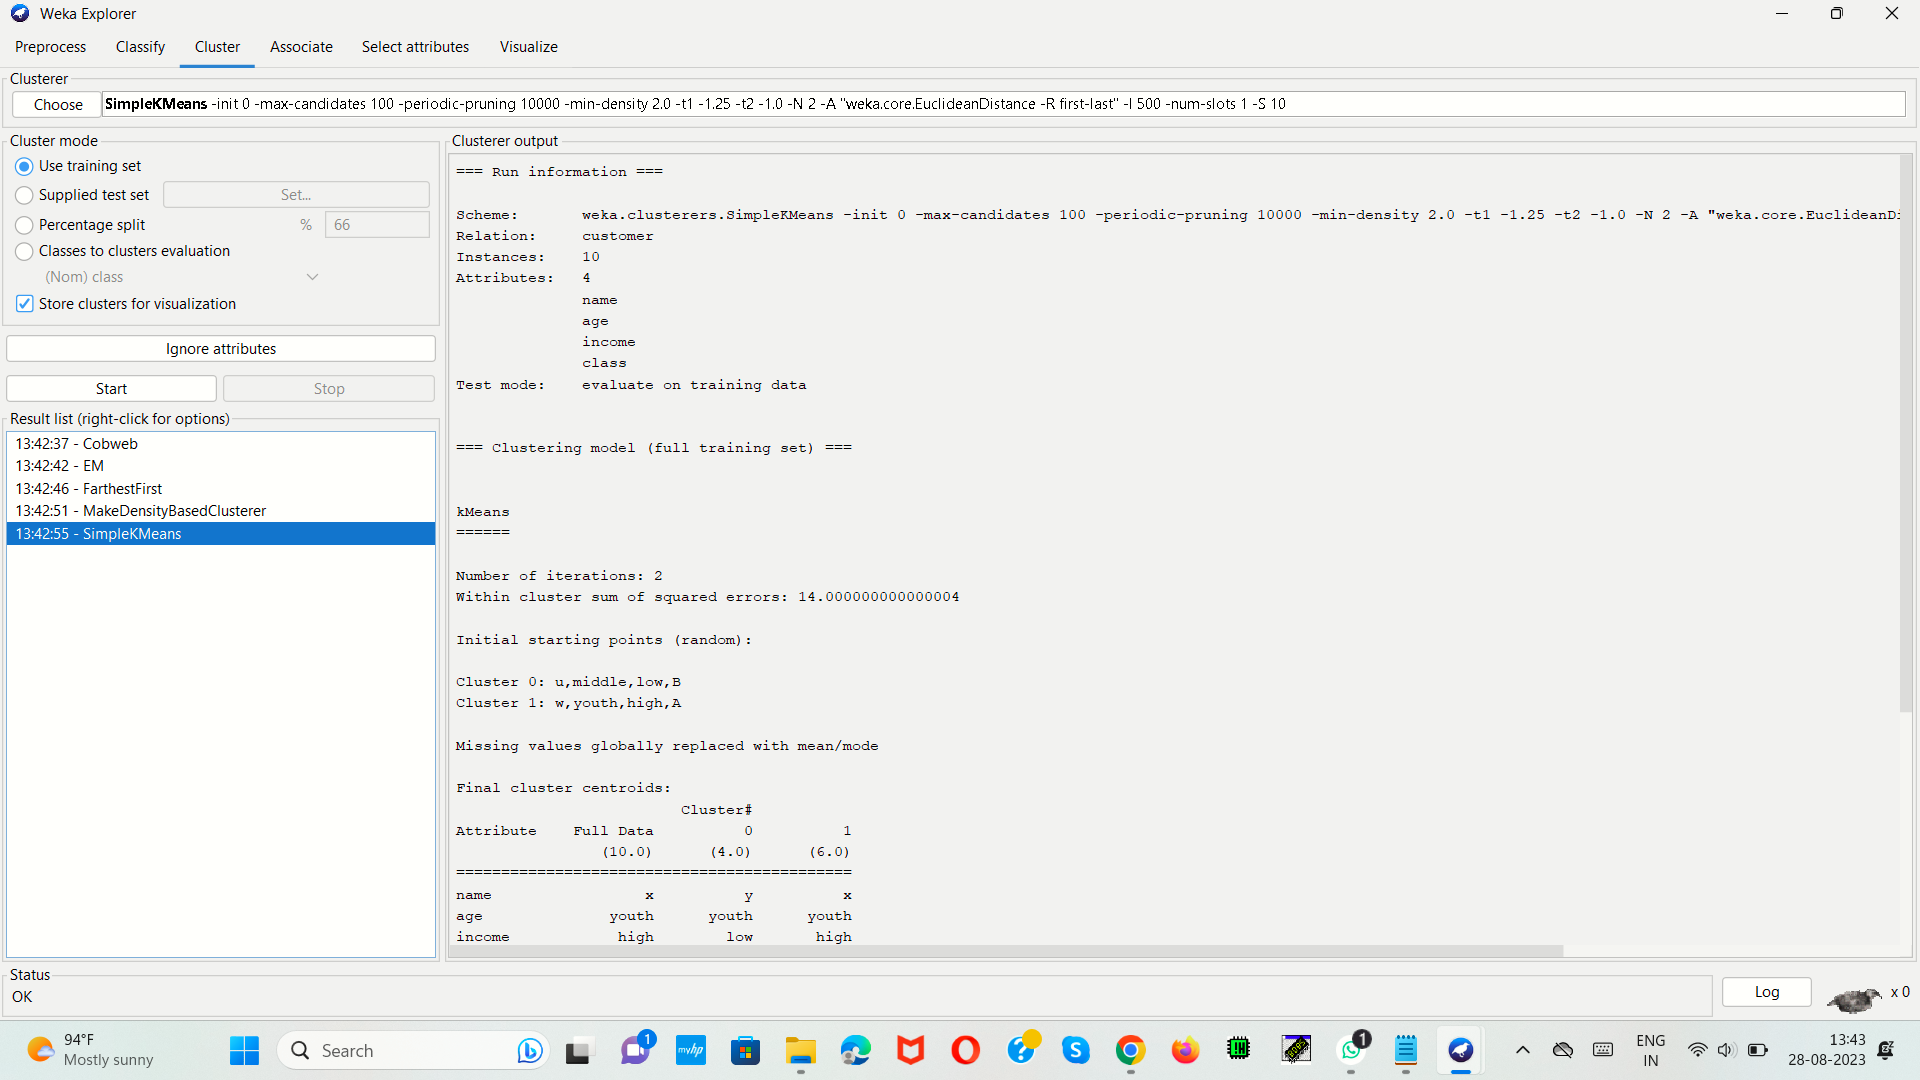 Weka Explorer
Preprocess Classify Cluster Associate Select attributes Visualize
Clusterer
Choose SimpleKMeans -init 0 -max-candidates 100 -periodic-pruning 10000 -min-density 2.0 -t1 -1.25 -t2 -1.0 -N 2 -A "weka.core.EuclideanDistance -R first-last" -I 500 -num-slots 1 -S 10
Cluster mode
Use training set
Supplied test set Set...
Percentage split % 66
Classes to clusters evaluation
(Nom) class
Store clusters for visualization
Ignore attributes
Start Stop
Result list (right-click for options)
13:42:37 - Cobweb
13:42:42 - EM
13:42:46 - FarthestFirst
13:42:51 - MakeDensityBasedClusterer
13:42:55 - SimpleKMeans
Clusterer output
=== Run information ===
Scheme: weka.clusterers.SimpleKMeans -init 0 -max-candidates 100 -periodic-pruning 10000 -min-density 2.0 -t1 -1.25 -t2 -1.0 -N 2 -A "weka.core.EuclideanDi
Relation: customer
Instances: 10
Attributes: 4
name
age
income
class
Test mode: evaluate on training data
=== Clustering model (full training set) ===
kMeans
======
Number of iterations: 2
Within cluster sum of squared errors: 14.000000000000004
Initial starting points (random):
Cluster 0: u,middle,low,B
Cluster 1: w,youth,high,A
Missing values globally replaced with mean/mode
Final cluster centroids:
Cluster#
Attribute Full Data 0 1
(10.0) (4.0) (6.0)
============================================
name x y x
age youth youth youth
income high low high
Status
OK
Log x 0
94°F
Mostly sunny
Search
1
myhp
1
ENG
IN
13:43
28-08-2023